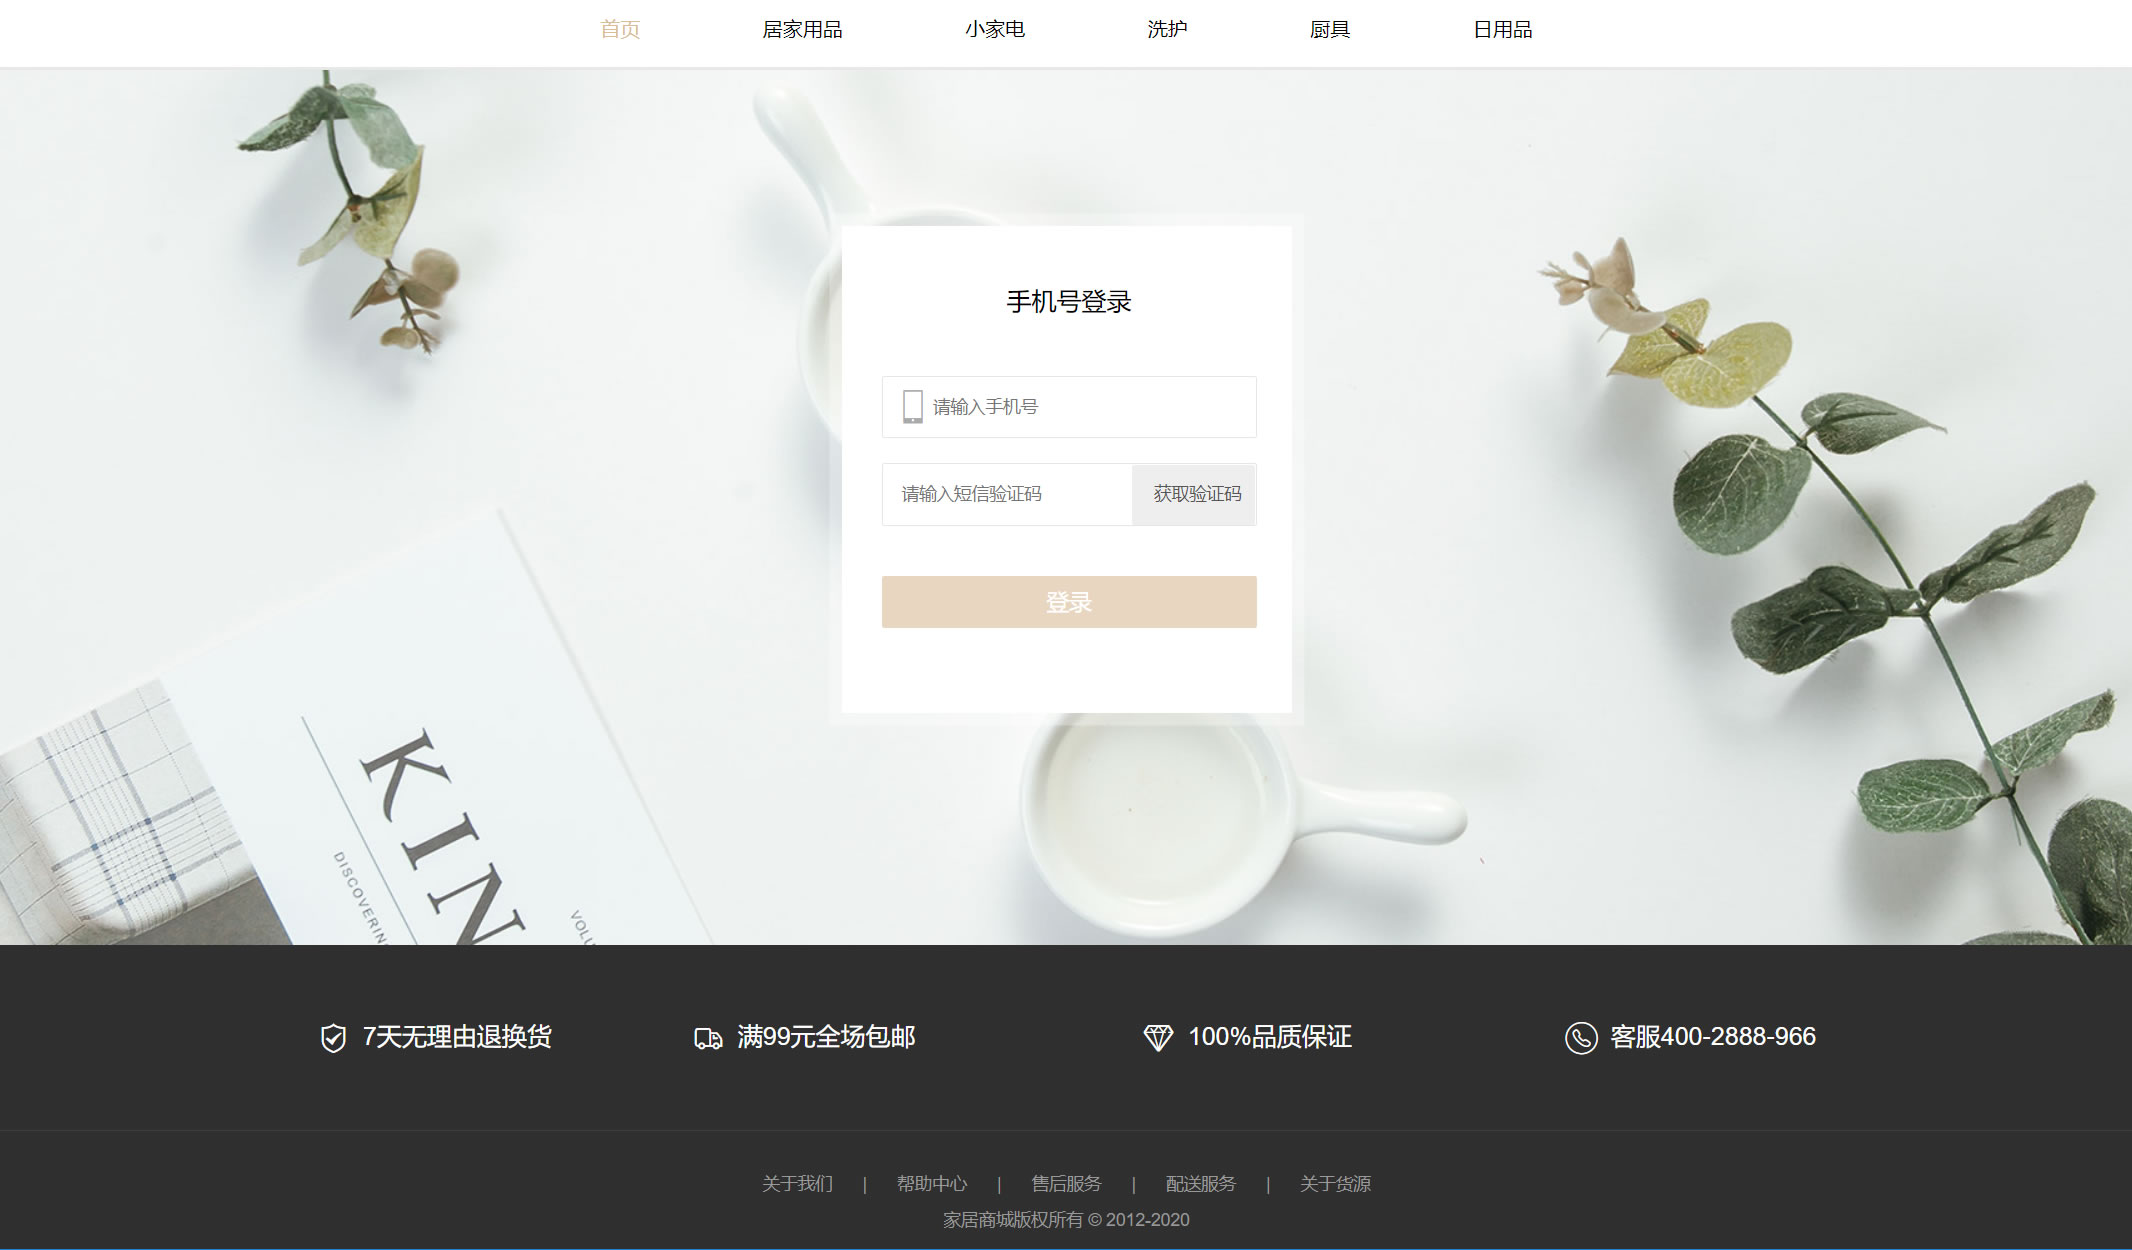 首页 居家用品 小家电 洗护 厨具 日用品
手机号登录
请输入手机号
请输入短信验证码 获取验证码
登录
KIN
DISCOVERIN
VOLU
7天无理由退换货 满99元全场包邮 100%品质保证 客服400-2888-966
关于我们 | 帮助中心 | 售后服务 | 配送服务 | 关于货源
家居商城版权所有 © 2012-2020